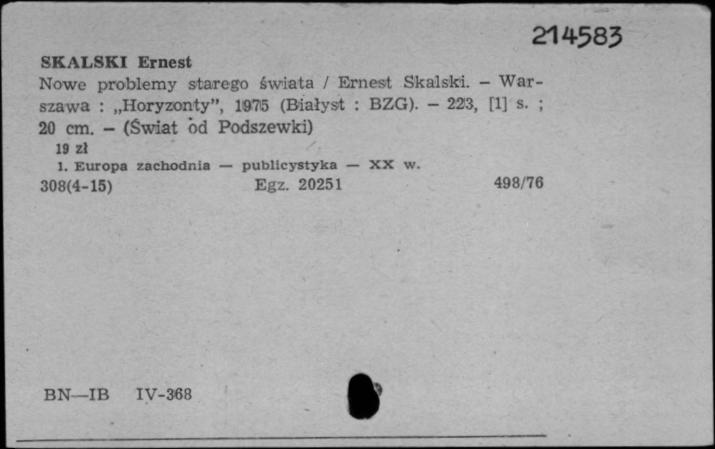 214583
SKALSKI Ernest
Nowe problemy starego świata / Ernest Skalski. — War-
szawa : „Horyzonty”, 1975 (Białyst : BZG). — 223, [1] s. ;
20 cm. — (Świat od Podszewki)
19 zł
1. Europa zachodnia — publicystyka — XX w.
308(4-15) Egz. 20251 498/76
BN—IB IV-368